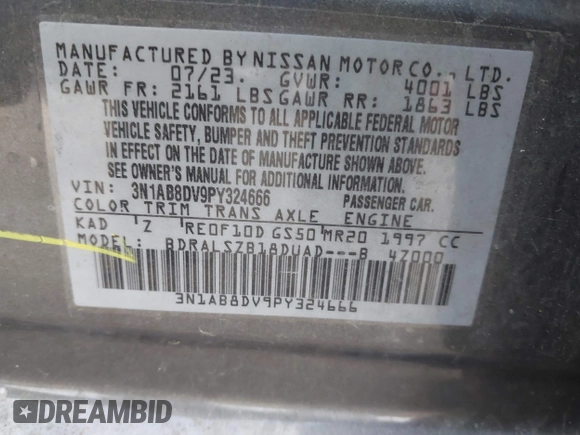 MANUFACTURED BY NISSAN MOTOR CO., LTD.
DATE: 07/23 GVWR: 4001 LBS
GAWR FR: 2161 LBS GAWR RR: 1863 LBS
THIS VEHICLE CONFORMS TO ALL APPLICABLE FEDERAL MOTOR
VEHICLE SAFETY, BUMPER AND THEFT PREVENTION STANDARDS
IN EFFECT ON THE DATE OF MANUFACTURE SHOWN ABOVE.
SEE OWNER'S MANUAL FOR ADDITIONAL INFORMATION.
VIN: 3N1AB8DV9PY324666 PASSENGER CAR.
COLOR TRIM TRANS AXLE ENGINE
KAD Z RE0F10D GS50 MR20 1997 CC
MODEL: BDRALSZB18DUAD---B 4Z000
3N1AB8DV9PY324666
DREAMBID